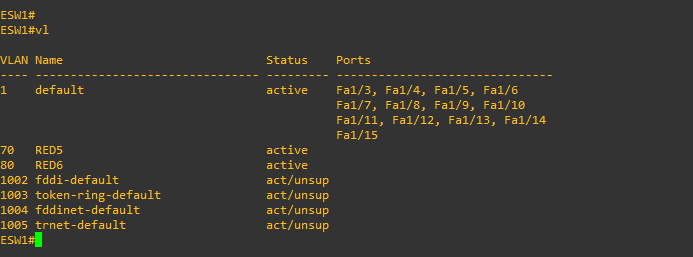 ESW1#
ESW1#vl
VLAN Name                             Status    Ports
---- -------------------------------- --------- -------------------------------
1    default                          active    Fa1/3, Fa1/4, Fa1/5, Fa1/6
                                                Fa1/7, Fa1/8, Fa1/9, Fa1/10
                                                Fa1/11, Fa1/12, Fa1/13, Fa1/14
                                                Fa1/15
70   RED5                             active
80   RED6                             active
1002 fddi-default                     act/unsup
1003 token-ring-default               act/unsup
1004 fddinet-default                  act/unsup
1005 trnet-default                    act/unsup
ESW1#